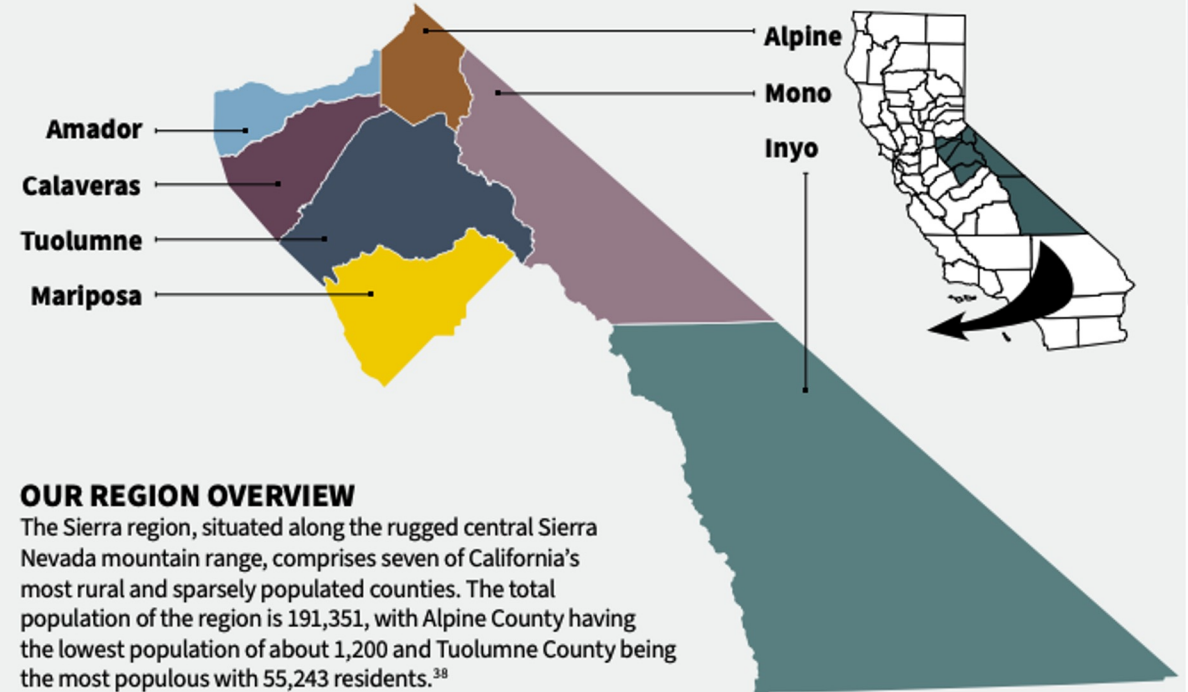 Alpine
Mono
Inyo
Amador
Calaveras
Tuolumne
Mariposa
OUR REGION OVERVIEW
The Sierra region, situated along the rugged central Sierra
Nevada mountain range, comprises seven of California’s
most rural and sparsely populated counties. The total
population of the region is 191,351, with Alpine County having
the lowest population of about 1,200 and Tuolumne County being
the most populous with 55,243 residents.³⁸